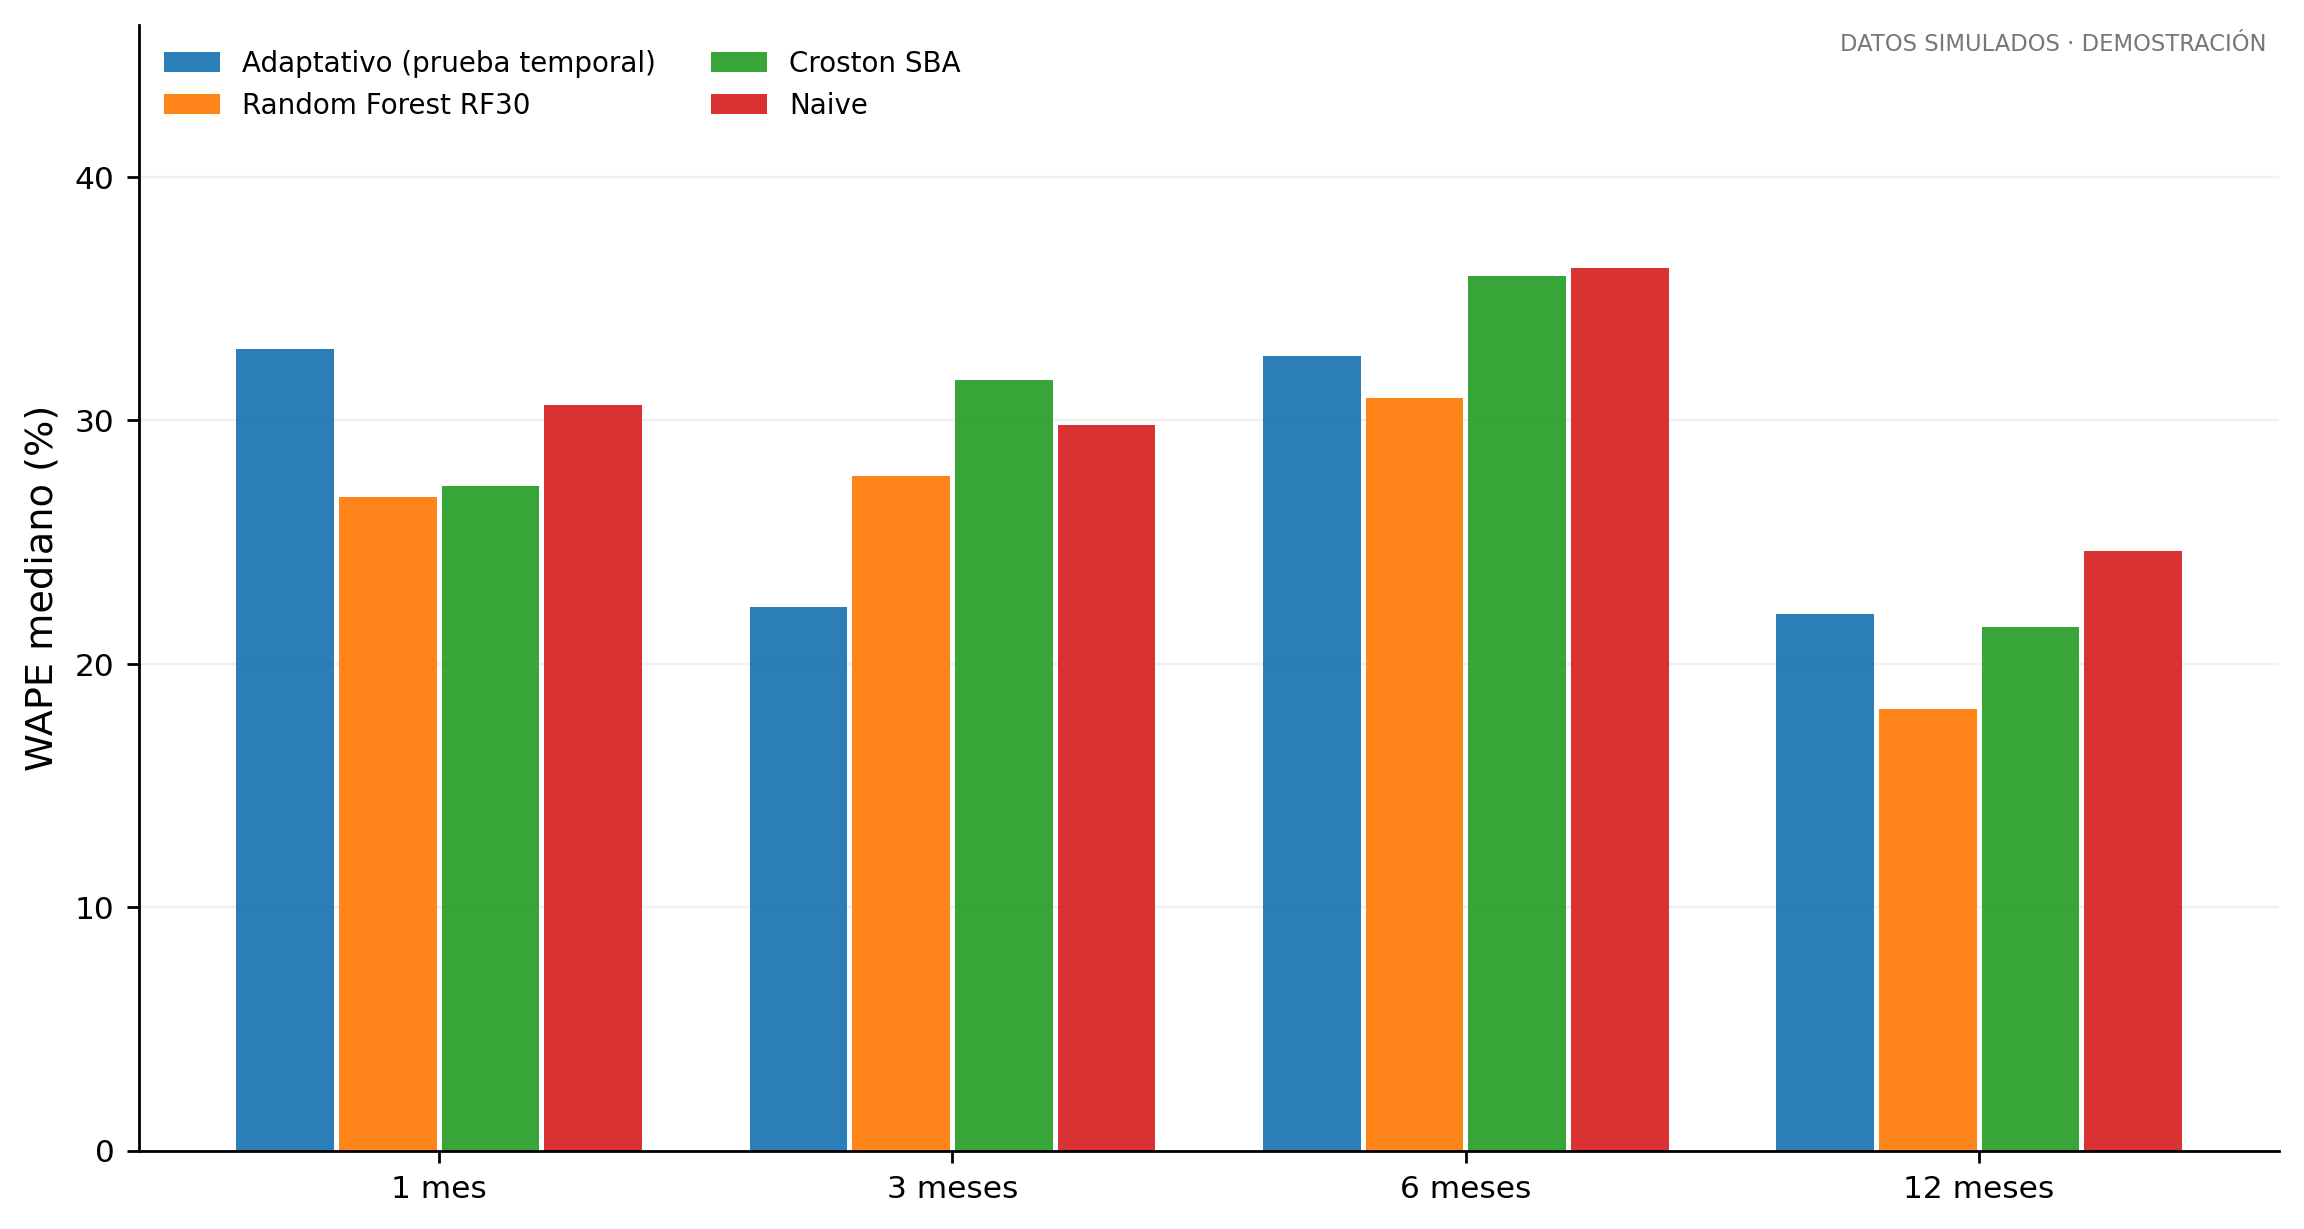 DATOS SIMULADOS · DEMOSTRACIÓN
Adaptativo (prueba temporal)
Random Forest RF30
Croston SBA
Naive
WAPE mediano (%)
40
30
20
10
0
1 mes
3 meses
6 meses
12 meses